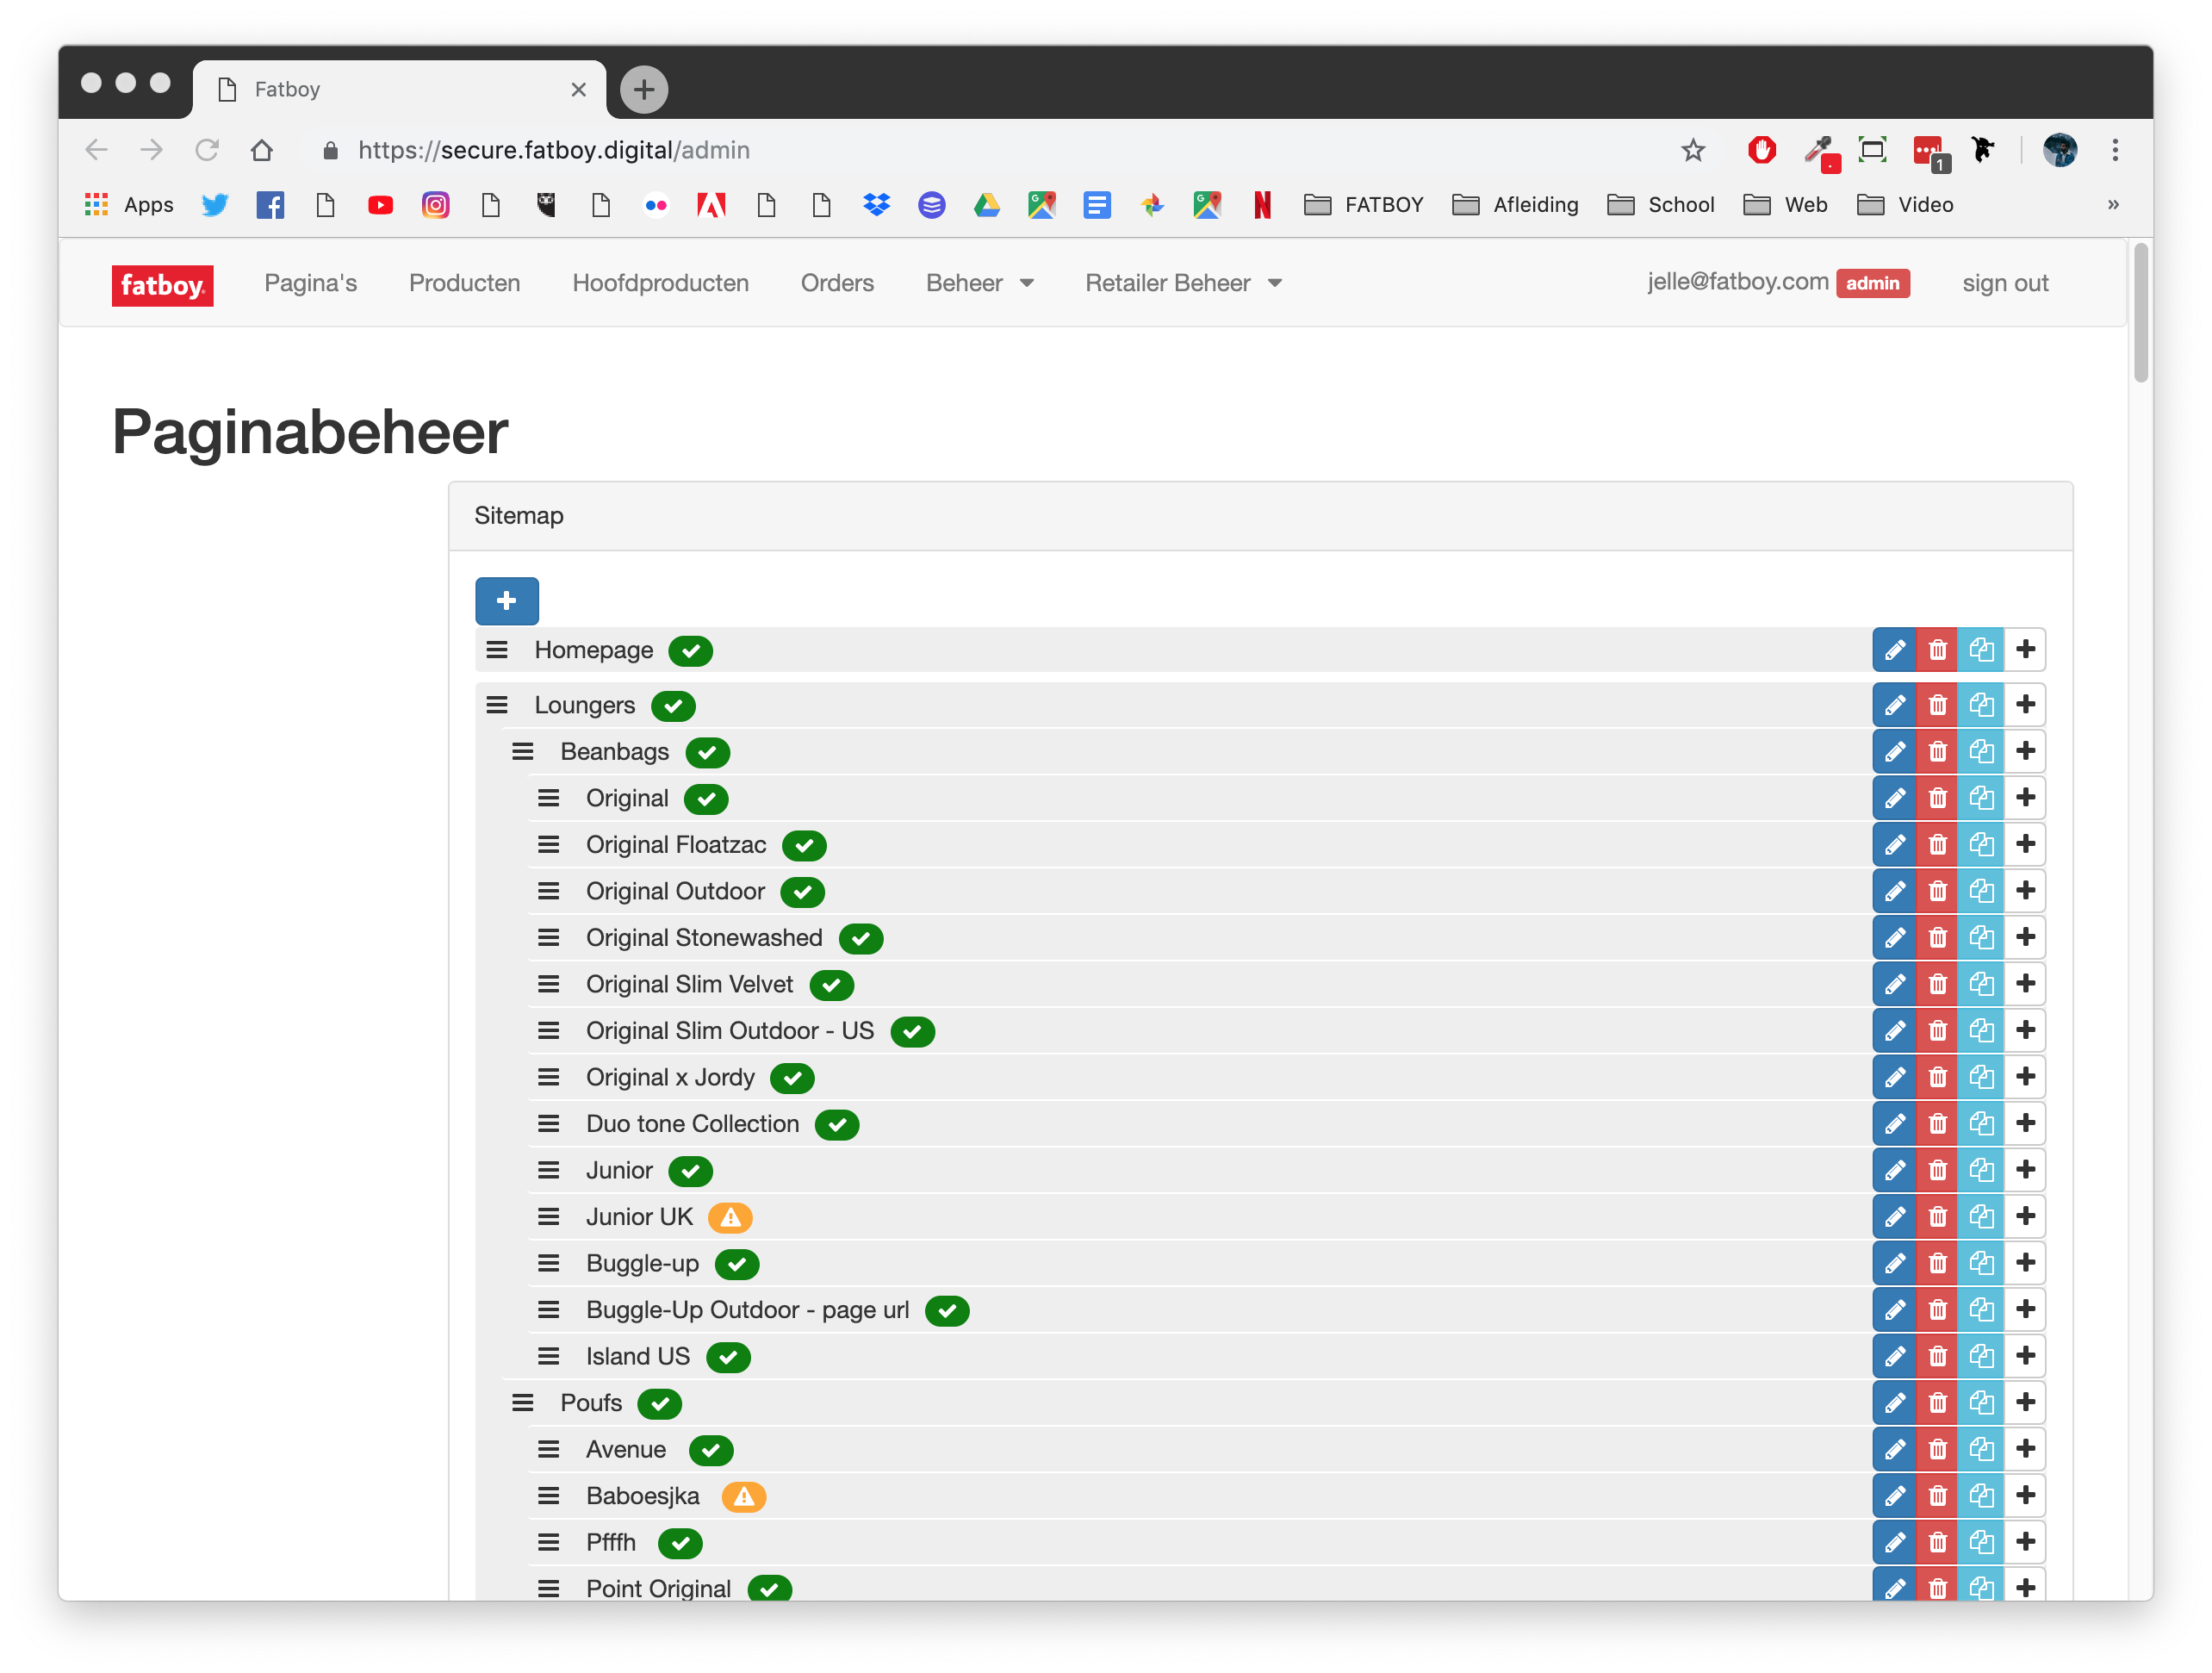 Fatboy
https://secure.fatboy.digital/admin
1
Apps
FATBOY
Afleiding
School
Web
Video
»
fatboy
Pagina's
Producten
Hoofdproducten
Orders
Beheer
Retailer Beheer
jelle@fatboy.com admin
sign out
Paginabeheer
Sitemap
Homepage
Loungers
Beanbags
Original
Original Floatzac
Original Outdoor
Original Stonewashed
Original Slim Velvet
Original Slim Outdoor - US
Original x Jordy
Duo tone Collection
Junior
Junior UK
Buggle-up
Buggle-Up Outdoor - page url
Island US
Poufs
Avenue
Baboesjka
Pfffh
Point Original